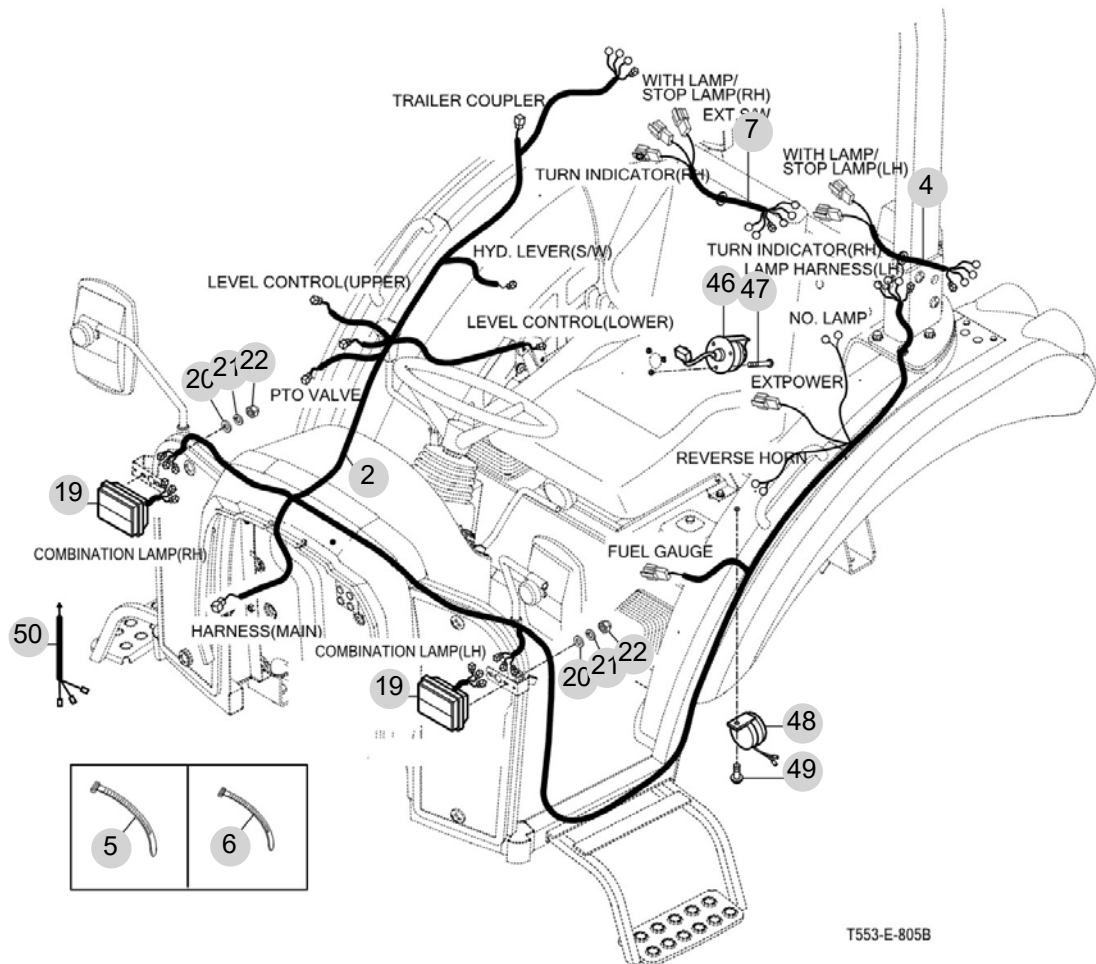 TRAILER COUPLER
WITH LAMP/
STOP LAMP(RH)
EXT S/W
7
TURN INDICATOR(RH)
WITH LAMP/
STOP LAMP(LH)
4
HYD. LEVER(S/W)
TURN INDICATOR(RH)
LAMP HARNESS(LH)
LEVEL CONTROL(UPPER)
46
47
LEVEL CONTROL(LOWER)
NO. LAMP
20
21
22
PTO VALVE
EXTPOWER
2
REVERSE HORN
19
COMBINATION LAMP(RH)
FUEL GAUGE
50
HARNESS(MAIN)
COMBINATION LAMP(LH)
20
21
22
19
48
49
5
6
T553-E-805B